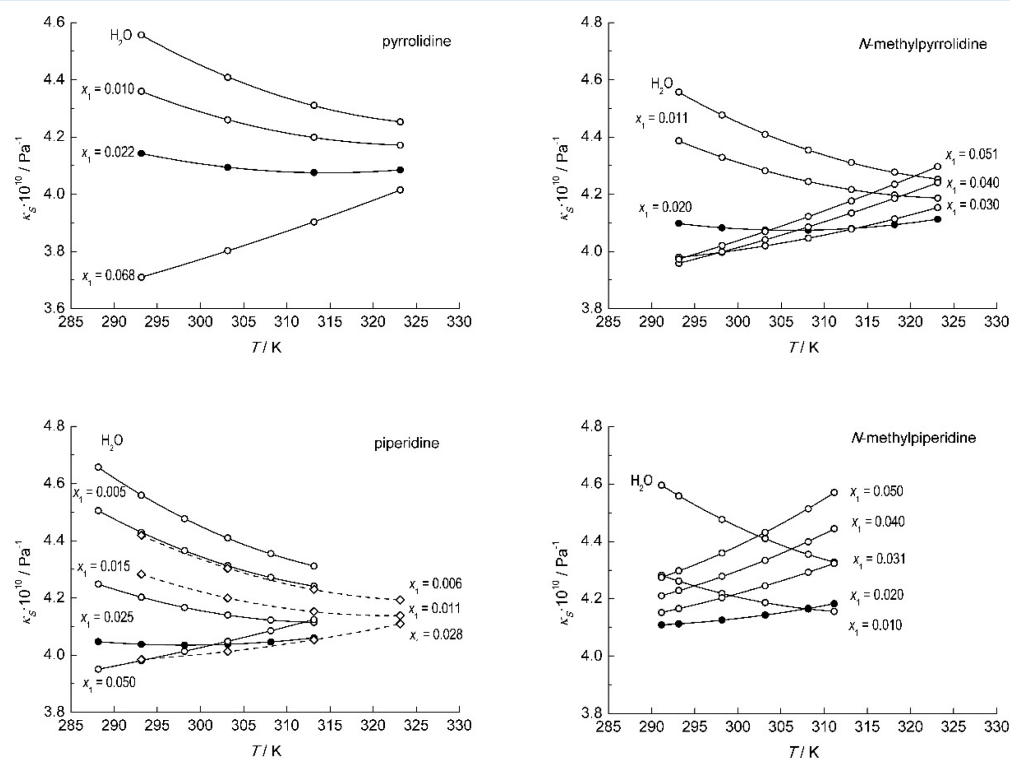 pyrrolidine
κS·10^10 / Pa^-1
4.6
4.4
4.2
4.0
3.8
3.6
H2O
x1 = 0.010
x1 = 0.022
x1 = 0.068
285 290 295 300 305 310 315 320 325 330
T / K
N-methylpyrrolidine
κS·10^10 / Pa^-1
4.8
4.6
4.4
4.2
4.0
3.8
H2O
x1 = 0.011
x1 = 0.020
x1 = 0.051
x1 = 0.040
x1 = 0.030
285 290 295 300 305 310 315 320 325 330
T / K
piperidine
κS·10^10 / Pa^-1
4.8
4.6
4.4
4.2
4.0
3.8
H2O
x1 = 0.005
x1 = 0.015
x1 = 0.025
x1 = 0.050
x1 = 0.006
x1 = 0.011
x1 = 0.028
285 290 295 300 305 310 315 320 325 330
T / K
N-methylpiperidine
κS·10^10 / Pa^-1
4.8
4.6
4.4
4.2
4.0
3.8
H2O
x1 = 0.050
x1 = 0.040
x1 = 0.031
x1 = 0.020
x1 = 0.010
285 290 295 300 305 310 315 320 325 330
T / K